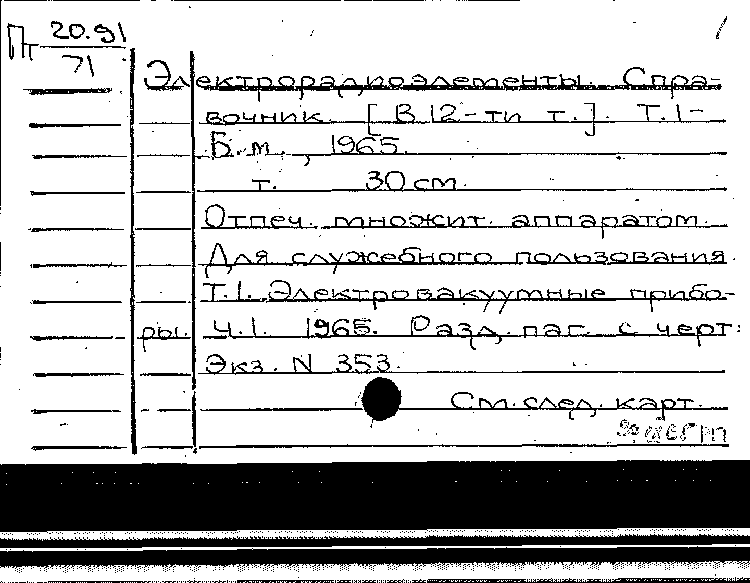 Пт 20.91
71
Электрорадиоэлементы. Спра-
вочник. [В 12-ти т.]. Т. 1-
Б.м., 1965.
т. 30 см.
Отпеч. множит. аппаратом.
Для служебного пользования.
Т.1. Электровакуумные прибо-
ры. Ч.1. 1965. Разд. паг. с черт.
Экз. N 353.
См. след. карт.